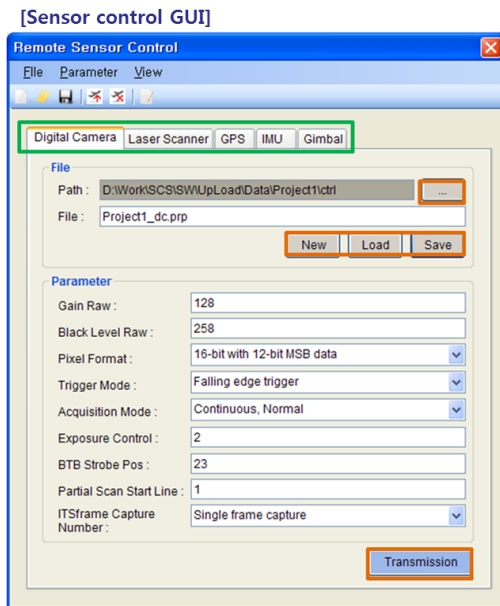 [Sensor control GUI]
Remote Sensor Control
File Parameter View
Digital Camera Laser Scanner GPS IMU Gimbal
File
Path : D:\Work\SCS\SW\UpLoad\Data\Project1\ctrl ...
File : Project1_dc.prp
New Load Save
Parameter
Gain Raw : 128
Black Level Raw : 258
Pixel Format : 16-bit with 12-bit MSB data
Trigger Mode : Falling edge trigger
Acquisition Mode : Continuous, Normal
Exposure Control : 2
BTB Strobe Pos : 23
Partial Scan Start Line : 1
ITSframe Capture Single frame capture
Number :
Transmission